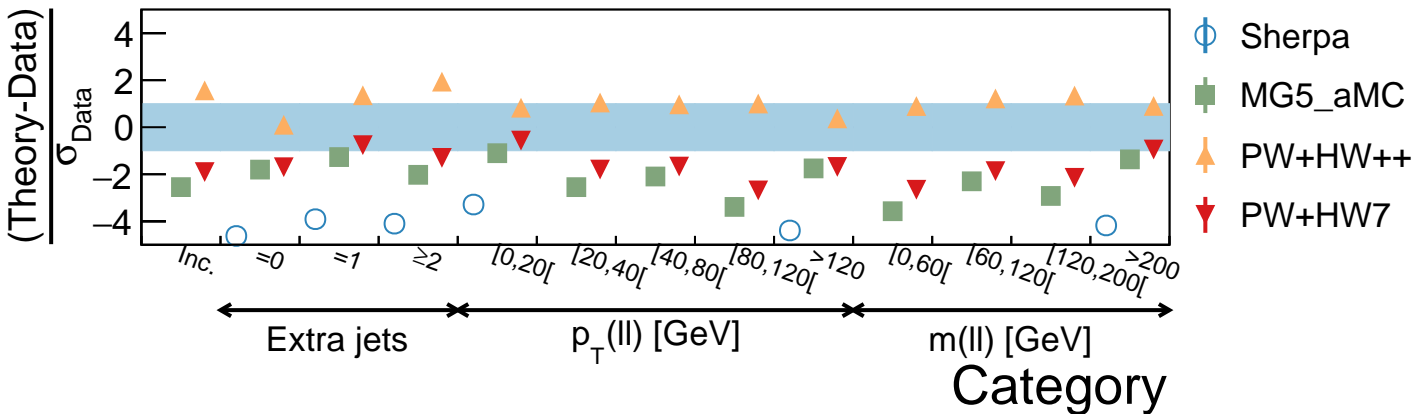 (Theory-Data)
σData
4
2
0
−2
−4
Inc.
=0
=1
≥2
[0,20[
[20,40[
[40,80[
[80,120[
>120
[0,60[
[60,120[
[120,200[
>200
Extra jets
pT(ll) [GeV]
m(ll) [GeV]
Category
Sherpa
MG5_aMC
PW+HW++
PW+HW7